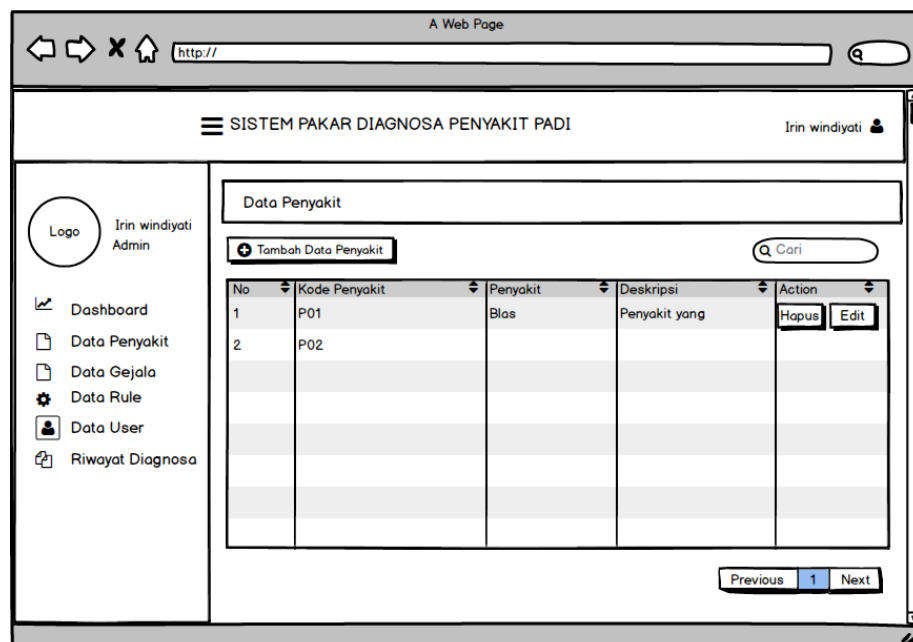 A Web Page
http://
SISTEM PAKAR DIAGNOSA PENYAKIT PADI
Irin windiyati
Logo
Irin windiyati
Admin
Dashboard
Data Penyakit
Data Gejala
Data Rule
Data User
Riwayat Diagnosa
Data Penyakit
Tambah Data Penyakit
Cari
No Kode Penyakit Penyakit Deskripsi Action
1 P01 Blas Penyakit yang Hapus Edit
2 P02
Previous 1 Next